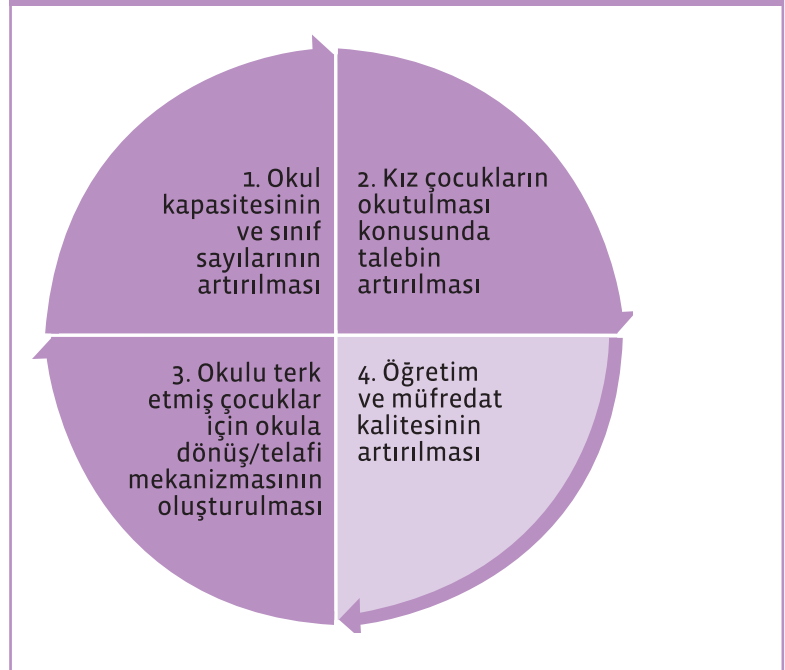 1. Okul
kapasitesinin
ve sınıf
sayılarının
artırılması
2. Kız çocukların
okutulması
konusunda
talebin
artırılması
3. Okulu terk
etmiş çocuklar
için okula
dönüş/telafi
mekanizmasının
oluşturulması
4. Öğretim
ve müfredat
kalitesinin
artırılması